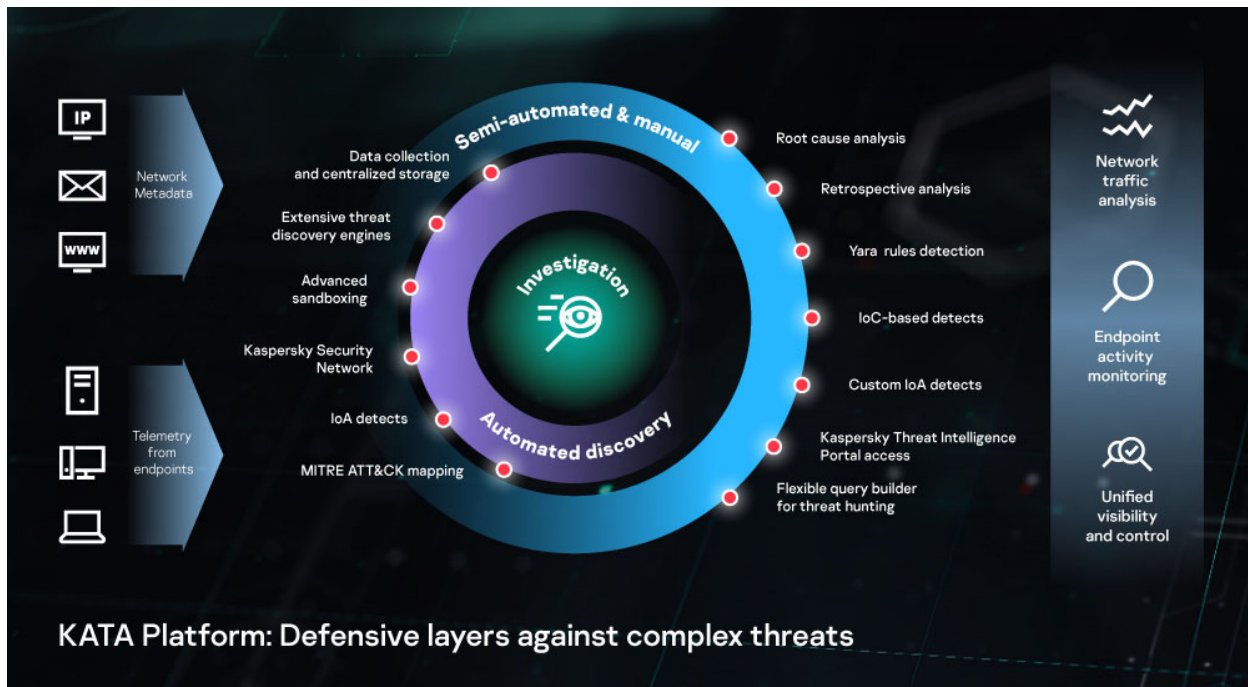 IP
www
Network
Metadata
Telemetry
from
endpoints
Semi-automated & manual
Data collection
and centralized storage
Extensive threat
discovery engines
Advanced
sandboxing
Kaspersky Security
Network
IoA detects
MITRE ATT&CK mapping
Investigation
Automated discovery
Root cause analysis
Retrospective analysis
Yara rules detection
IoC-based detects
Custom IoA detects
Kaspersky Threat Intelligence
Portal access
Flexible query builder
for threat hunting
Network
traffic
analysis
Endpoint
activity
monitoring
Unified
visibility
and control
KATA Platform: Defensive layers against complex threats